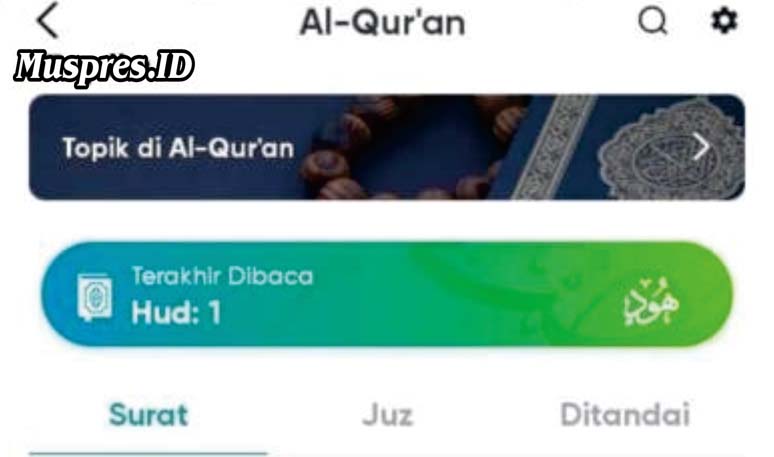 Al-Qur'an
Muspres.ID
Topik di Al-Qur'an
Terakhir Dibaca
Hud: 1
هُود
Surat
Juz
Ditandai